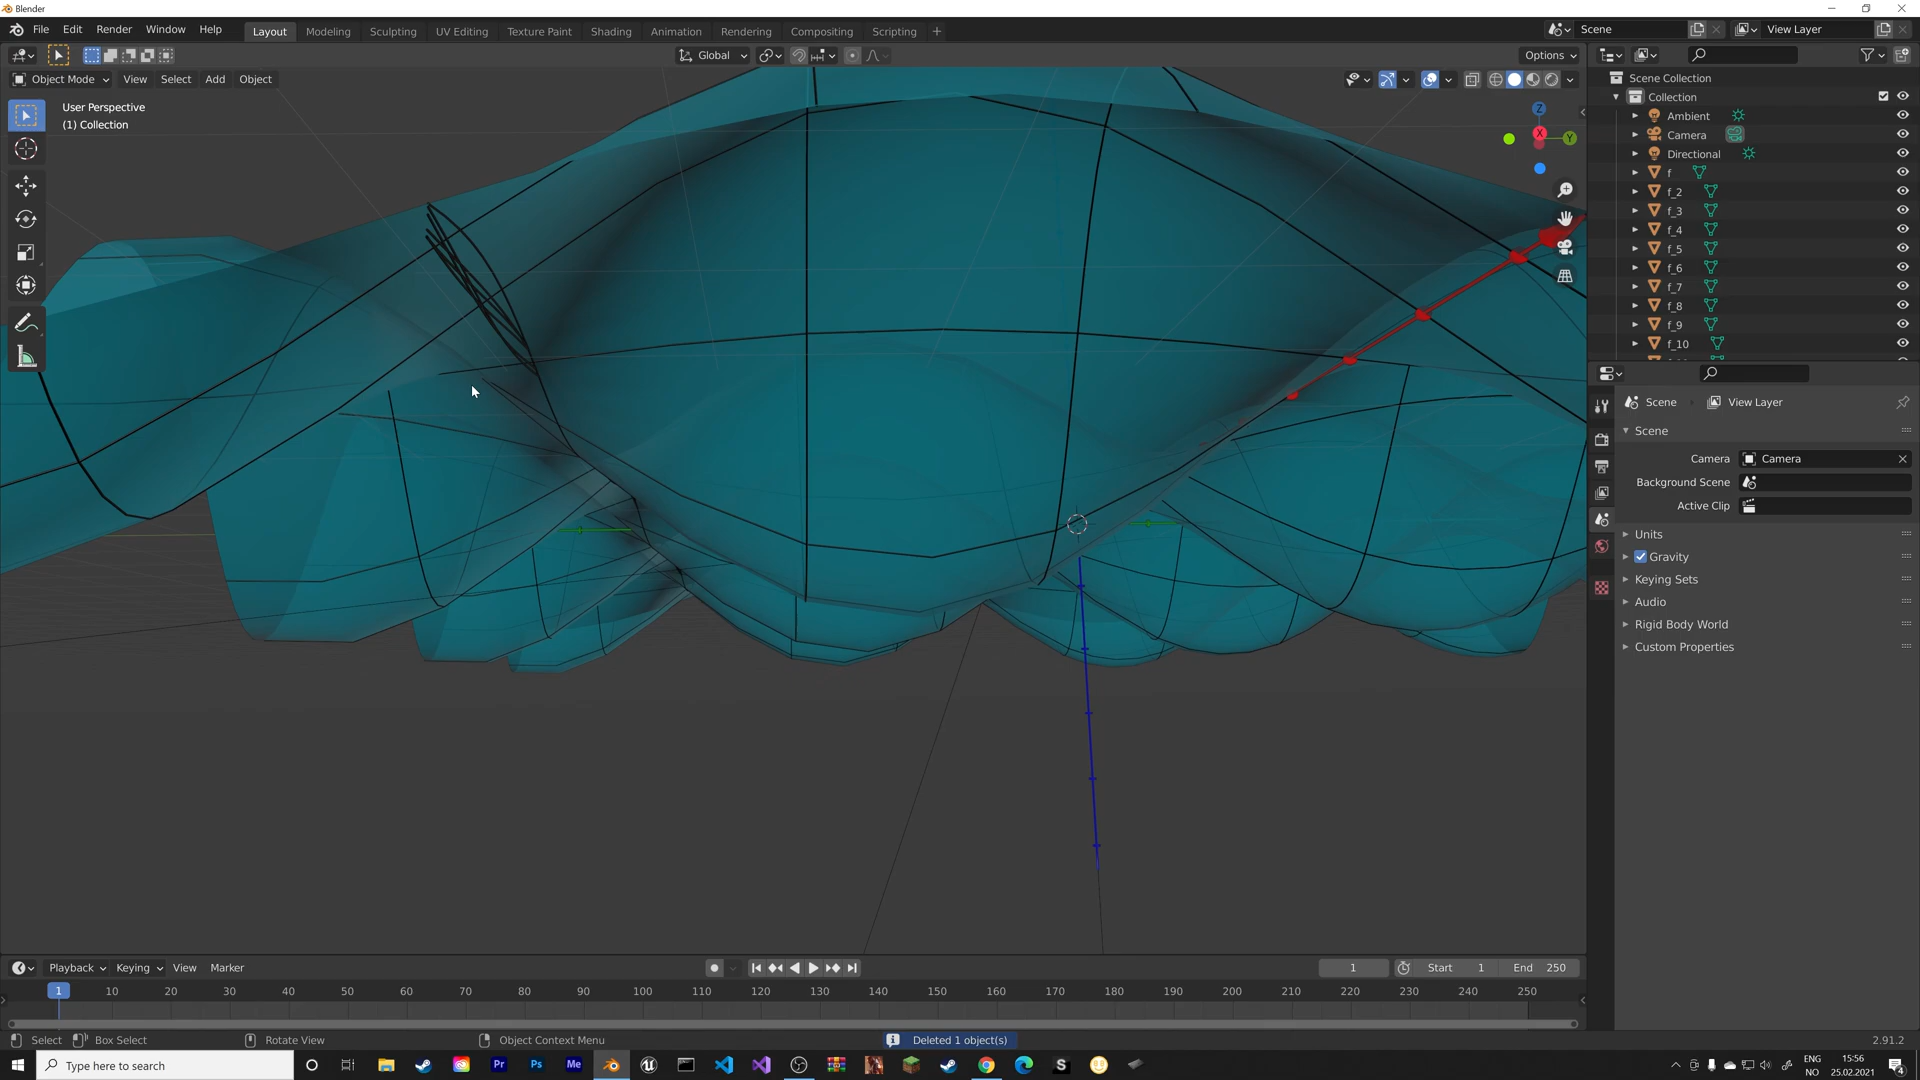 Blender
File Edit Render Window Help
Layout Modeling Sculpting UV Editing Texture Paint Shading Animation Rendering Compositing Scripting +
Scene View Layer
Global Options
Object Mode View Select Add Object
User Perspective
(1) Collection
Z
X
Y
Scene Collection
Collection
Ambient
Camera
Directional
f
f_2
f_3
f_4
f_5
f_6
f_7
f_8
f_9
f_10
Scene View Layer
Scene
Camera Camera
Background Scene
Active Clip
Units
Gravity
Keying Sets
Audio
Rigid Body World
Custom Properties
Playback Keying View Marker
1 Start 1 End 250
1 10 20 30 40 50 60 70 80 90 100 110 120 130 140 150 160 170 180 190 200 210 220 230 240 250
Select Box Select Rotate View Object Context Menu Deleted 1 object(s) 2.91.2
Type here to search
Pr Ps Me S
ENG 15:56
NO 25.02.2021 4